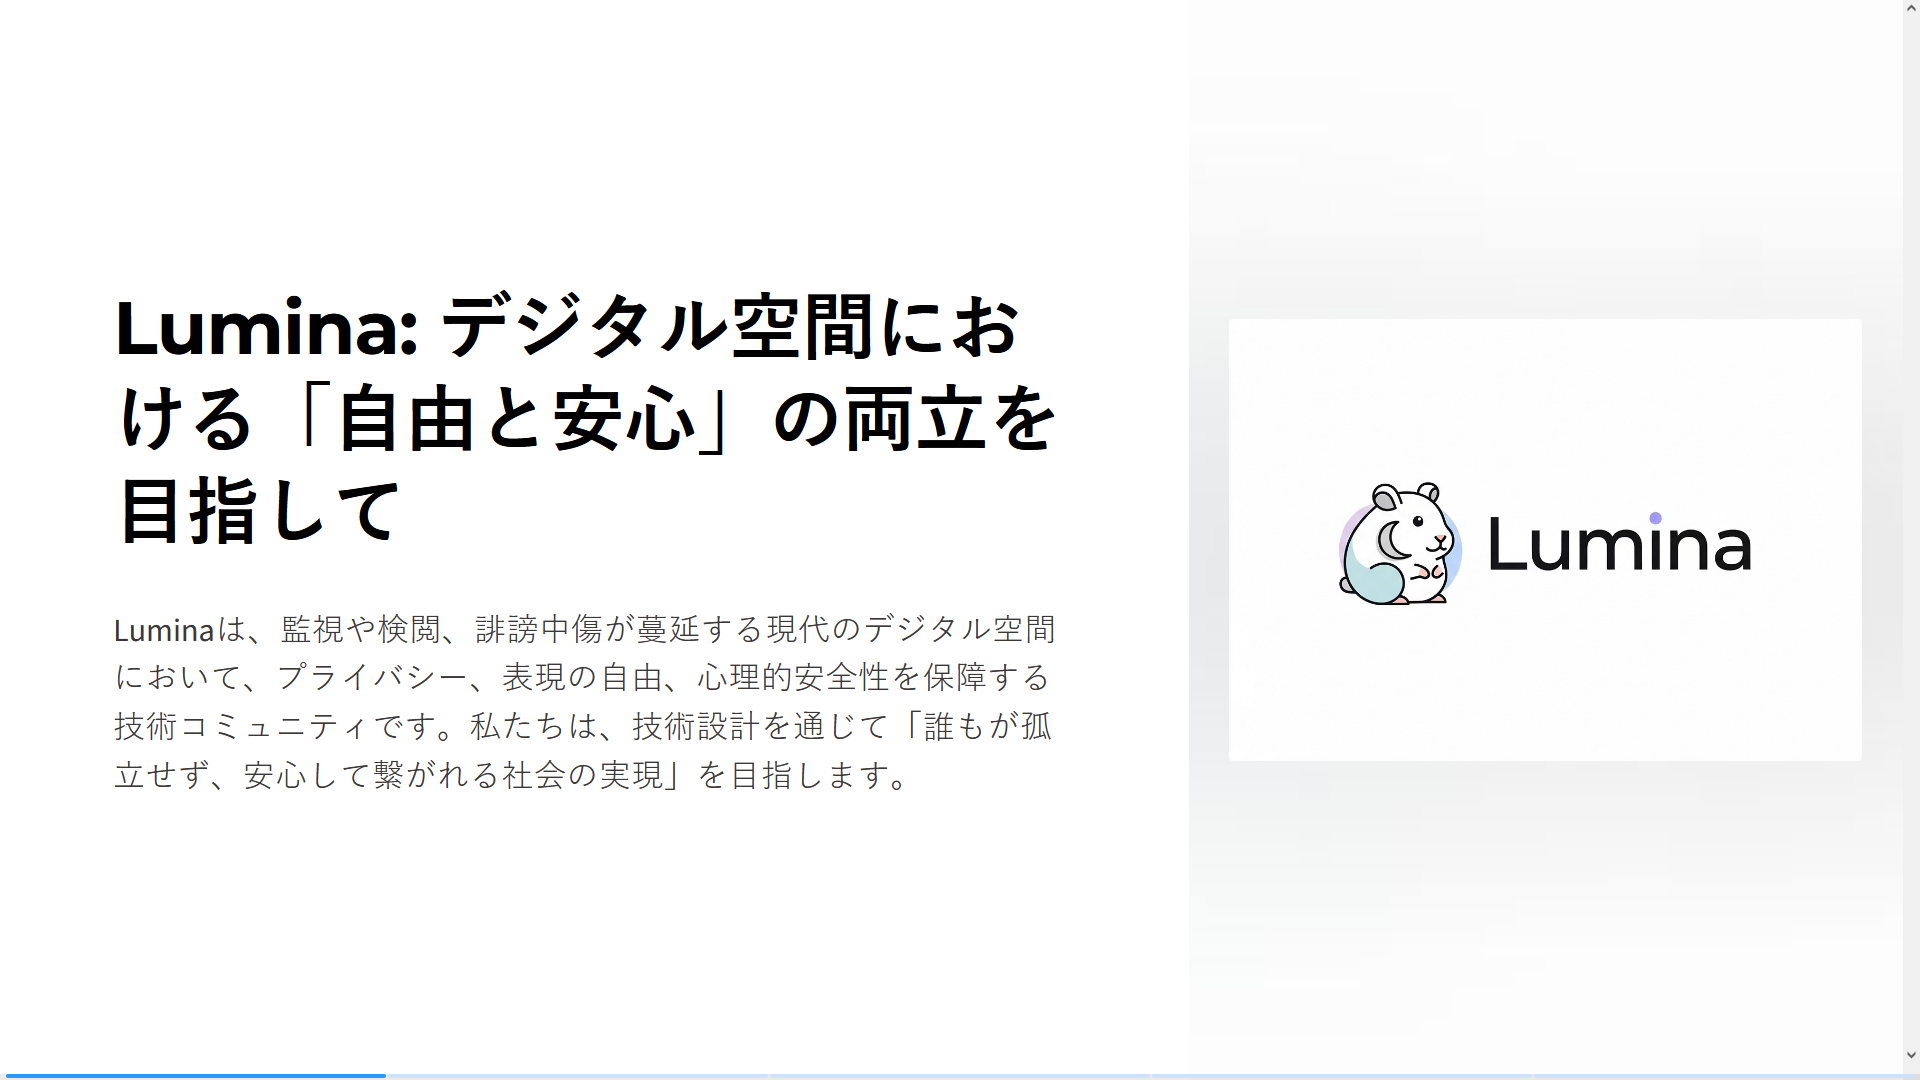 Lumina: デジタル空間にお
ける「自由と安心」の両立を
目指して
Luminaは、監視や検閲、誹謗中傷が蔓延する現代のデジタル空間
において、プライバシー、表現の自由、心理的安全性を保障する
技術コミュニティです。私たちは、技術設計を通じて「誰もが孤
立せず、安心して繋がれる社会の実現」を目指します。
Lumina